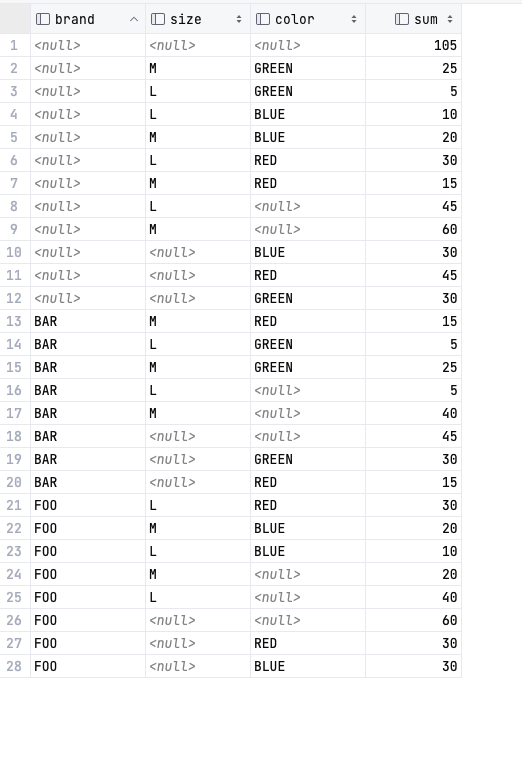 brand size color sum
1 <null> <null> <null> 105
2 <null> M GREEN 25
3 <null> L GREEN 5
4 <null> L BLUE 10
5 <null> M BLUE 20
6 <null> L RED 30
7 <null> M RED 15
8 <null> L <null> 45
9 <null> M <null> 60
10 <null> <null> BLUE 30
11 <null> <null> RED 45
12 <null> <null> GREEN 30
13 BAR M RED 15
14 BAR L GREEN 5
15 BAR M GREEN 25
16 BAR L <null> 5
17 BAR M <null> 40
18 BAR <null> <null> 45
19 BAR <null> GREEN 30
20 BAR <null> RED 15
21 FOO L RED 30
22 FOO M BLUE 20
23 FOO L BLUE 10
24 FOO M <null> 20
25 FOO L <null> 40
26 FOO <null> <null> 60
27 FOO <null> RED 30
28 FOO <null> BLUE 30